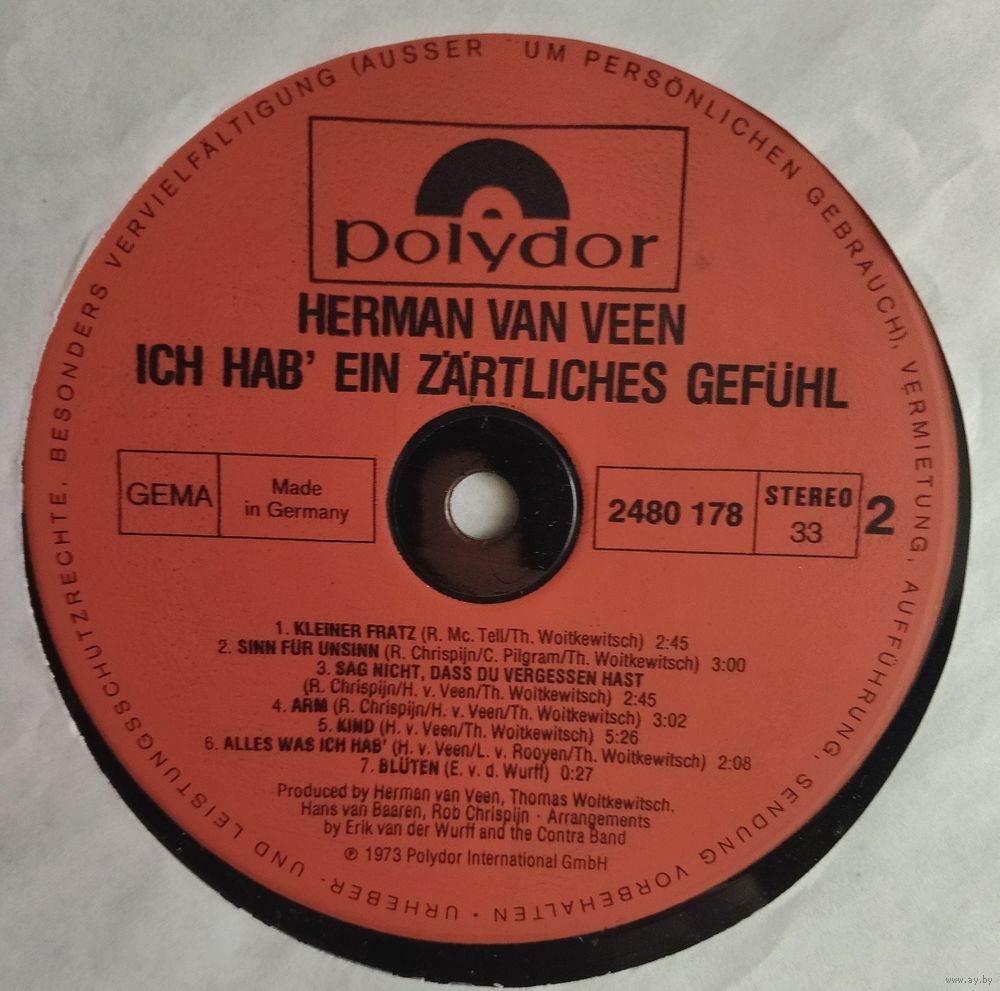 URHEBER- UND LEISTUNGSSCHUTZRECHTE, BESONDERS VERVIELFÄLTIGUNG (AUSSER UM PERSÖNLICHEN GEBRAUCH), VERMIETUNG, AUFFÜHRUNG, SENDUNG VORBEHALTEN •
polydor
HERMAN VAN VEEN
ICH HAB' EIN ZÄRTLICHES GEFÜHL
GEMA
Made
in Germany
2480 178
STEREO
33
2
1. KLEINER FRATZ (R. Mc. Tell/Th. Woitkewitsch) 2:45
2. SINN FÜR UNSINN (R. Chrispijn/C. Pilgram/Th. Woitkewitsch) 3:00
3. SAG NICHT, DASS DU VERGESSEN HAST
(R. Chrispijn/H. v. Veen/Th. Woitkewitsch) 2:45
4. ARM (R. Chrispijn/H. v. Veen/Th. Woitkewitsch) 3:02
5. KIND (H. v. Veen/Th. Woitkewitsch) 5:26
6. ALLES WAS ICH HAB' (H. v. Veen/L. v. Rooyen/Th. Woitkewitsch) 2:08
7. BLÜTEN (E. v. d. Wurff) 0:27
Produced by Herman van Veen, Thomas Woitkewitsch.
Hans van Baaren, Rob Chrispijn · Arrangements
by Erik van der Wurff and the Contra Band
℗ 1973 Polydor International GmbH
www.ay.by